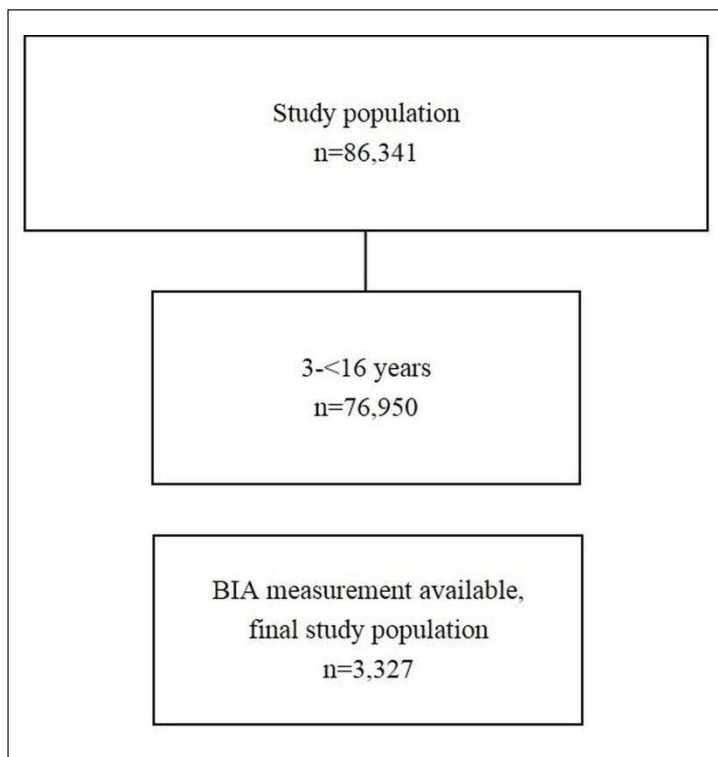 Study population
n=86,341
3-<16 years
n=76,950
BIA measurement available,
final study population
n=3,327